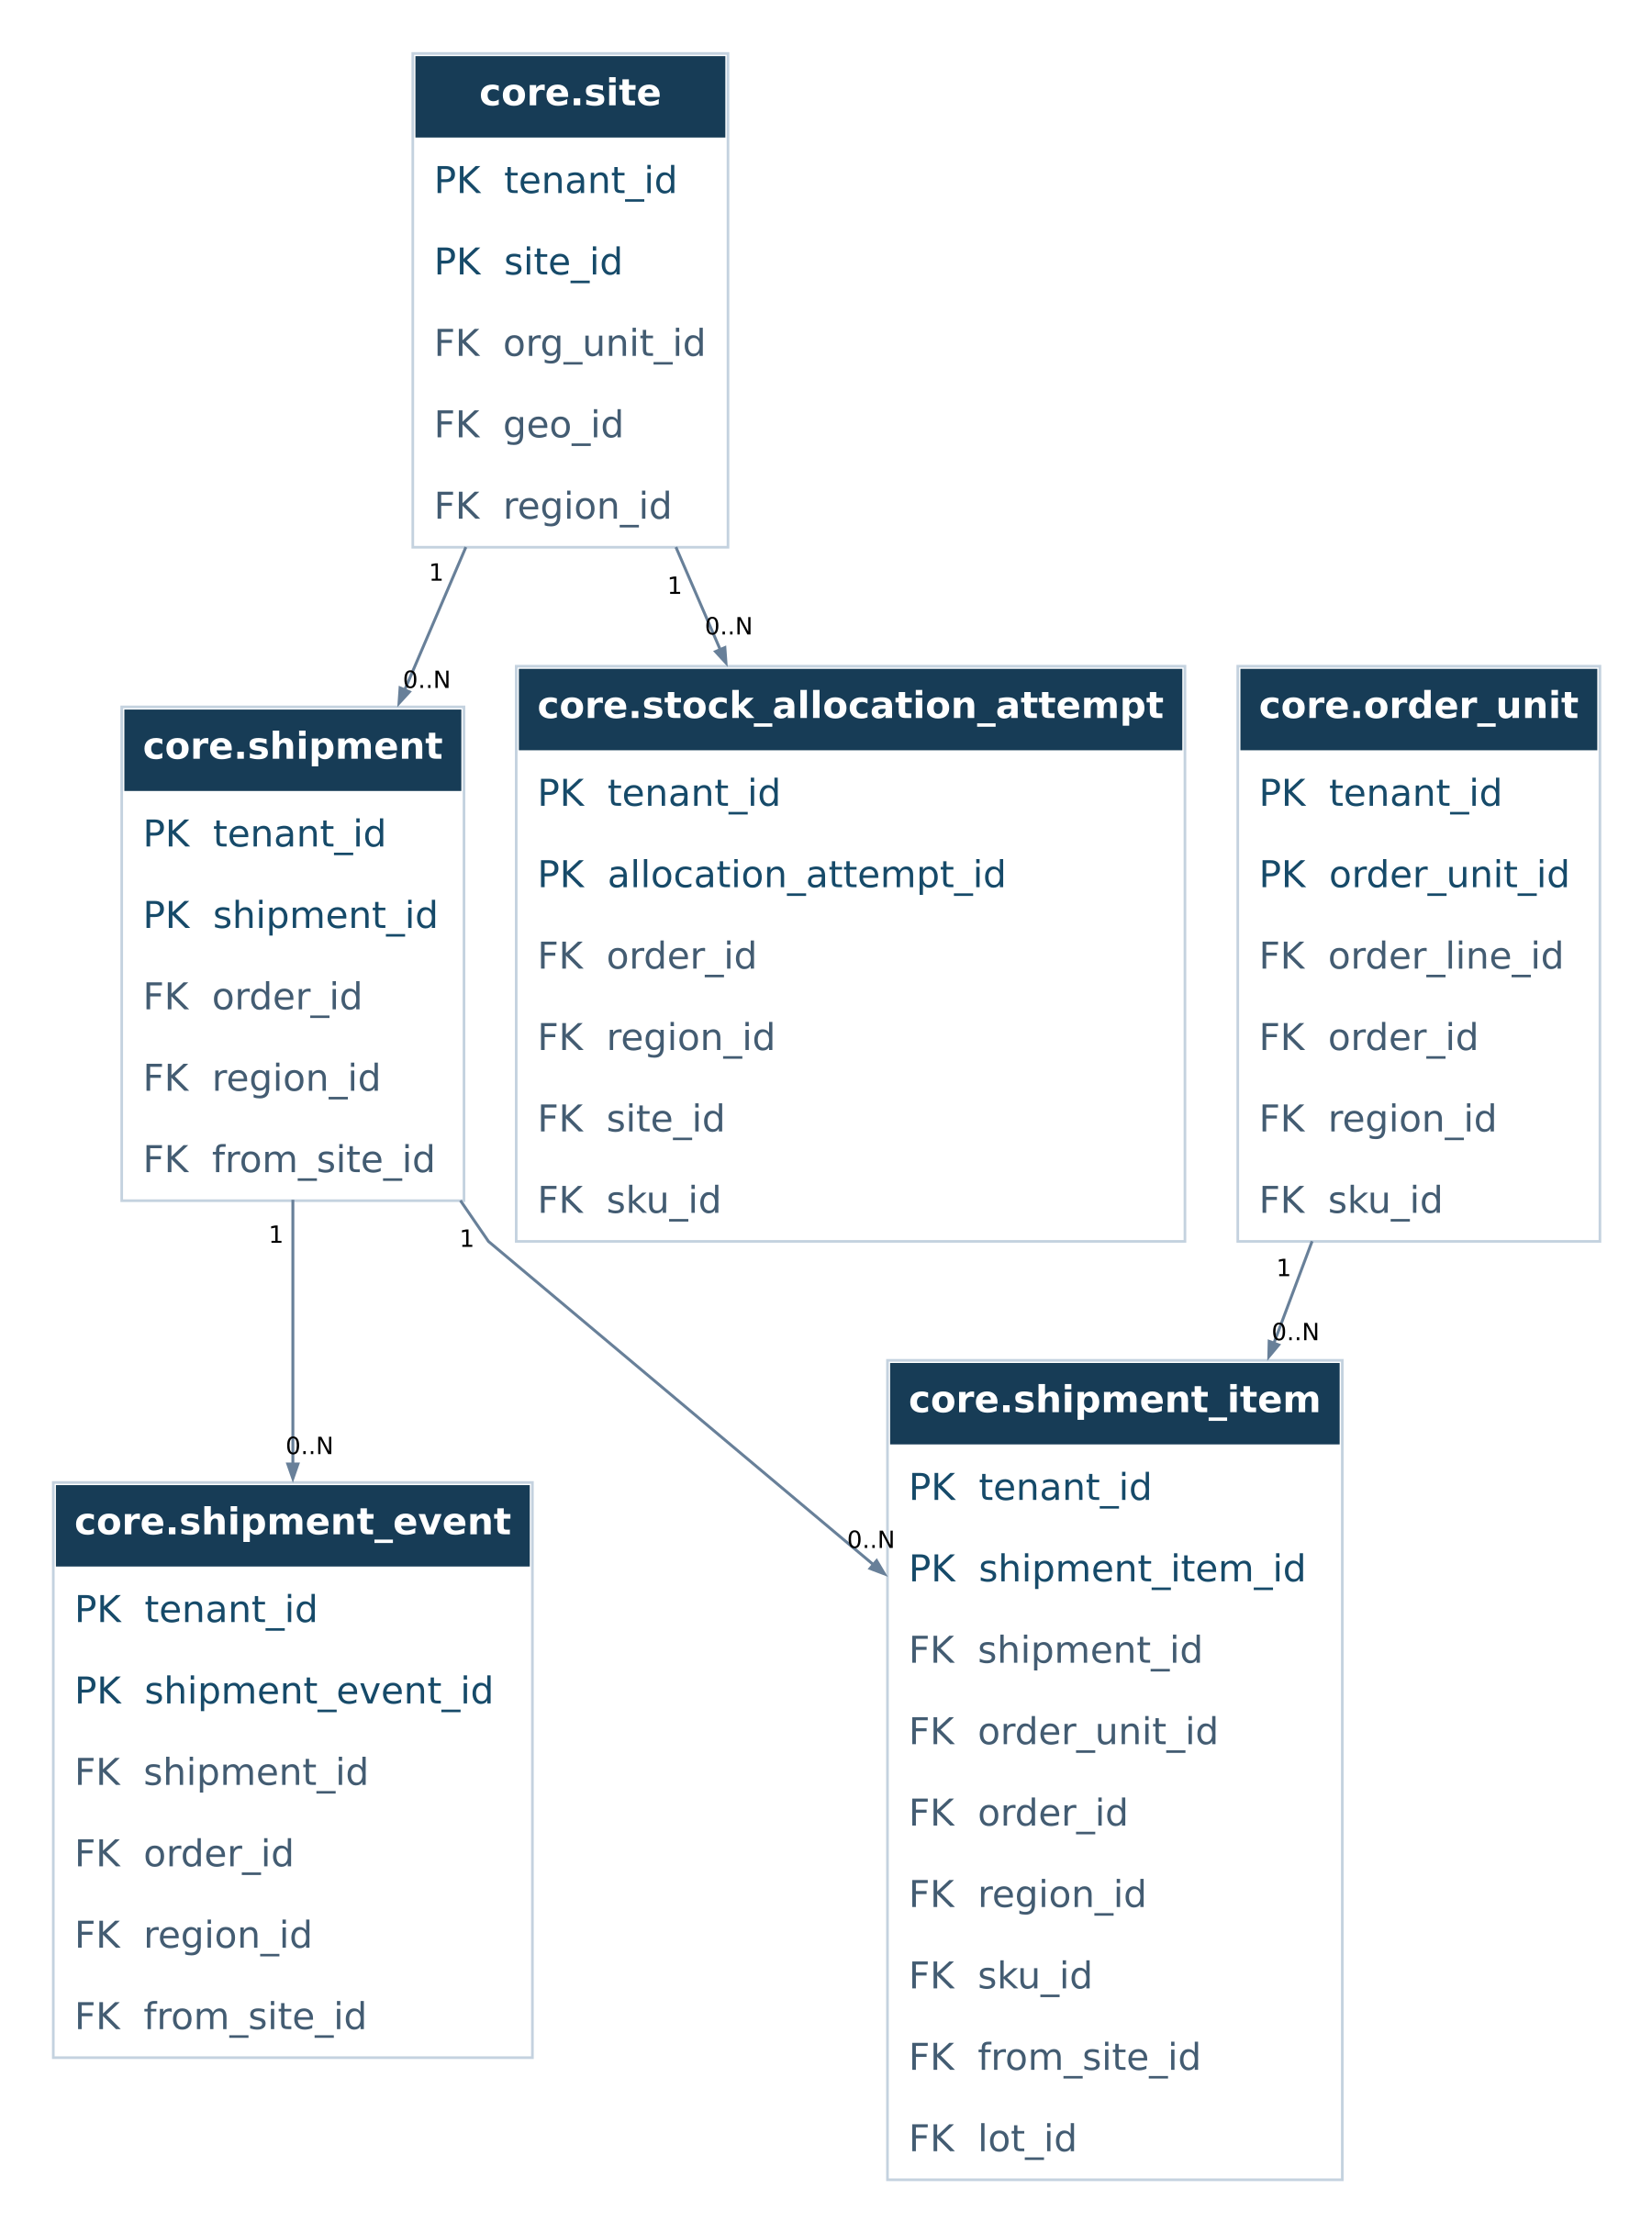 core.site
PK tenant_id
PK site_id
FK org_unit_id
FK geo_id
FK region_id
1
0..N
1
0..N
core.shipment
PK tenant_id
PK shipment_id
FK order_id
FK region_id
FK from_site_id
core.stock_allocation_attempt
PK tenant_id
PK allocation_attempt_id
FK order_id
FK region_id
FK site_id
FK sku_id
core.order_unit
PK tenant_id
PK order_unit_id
FK order_line_id
FK order_id
FK region_id
FK sku_id
1
0..N
1
0..N
1
0..N
core.shipment_event
PK tenant_id
PK shipment_event_id
FK shipment_id
FK order_id
FK region_id
FK from_site_id
core.shipment_item
PK tenant_id
PK shipment_item_id
FK shipment_id
FK order_unit_id
FK order_id
FK region_id
FK sku_id
FK from_site_id
FK lot_id